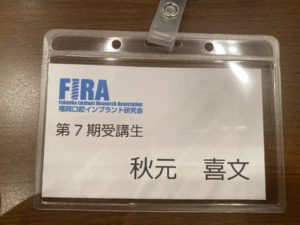 FIRA
Fukuoka Implant Research Association
福岡口腔インプラント研究会
第7期受講生
秋元 喜文